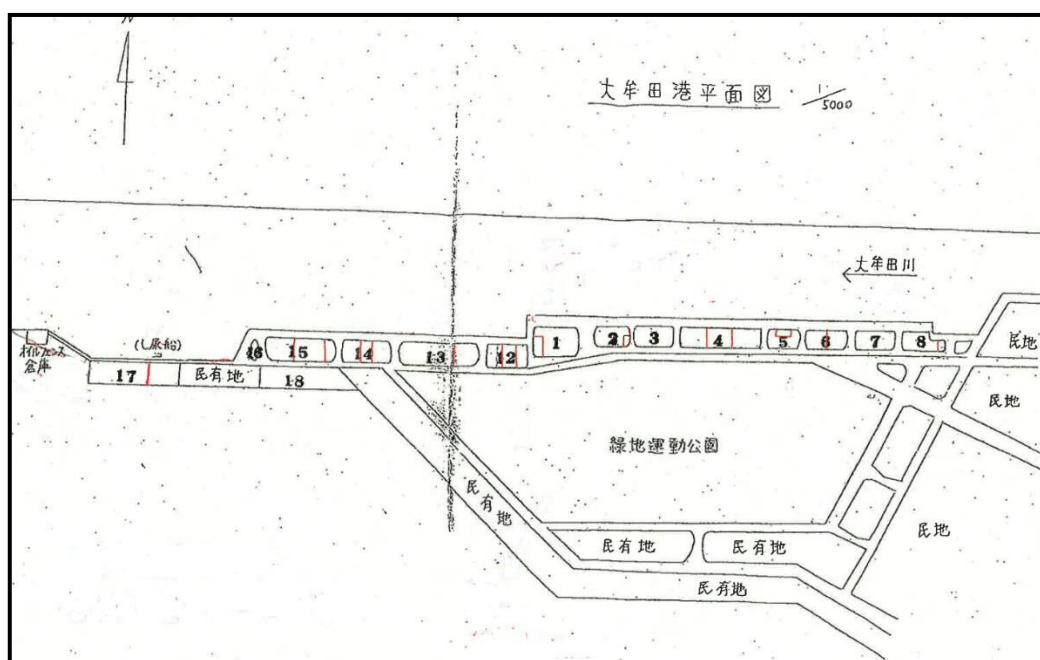 N
大牟田港平面図 1/5000
大牟田川
オイルフェンス
倉庫
(し尿船)
16
15
14
13
12
1
2
3
4
5
6
7
8
民地
17
民有地
18
民地
緑地運動公園
民有地
民地
民有地
民有地
民有地